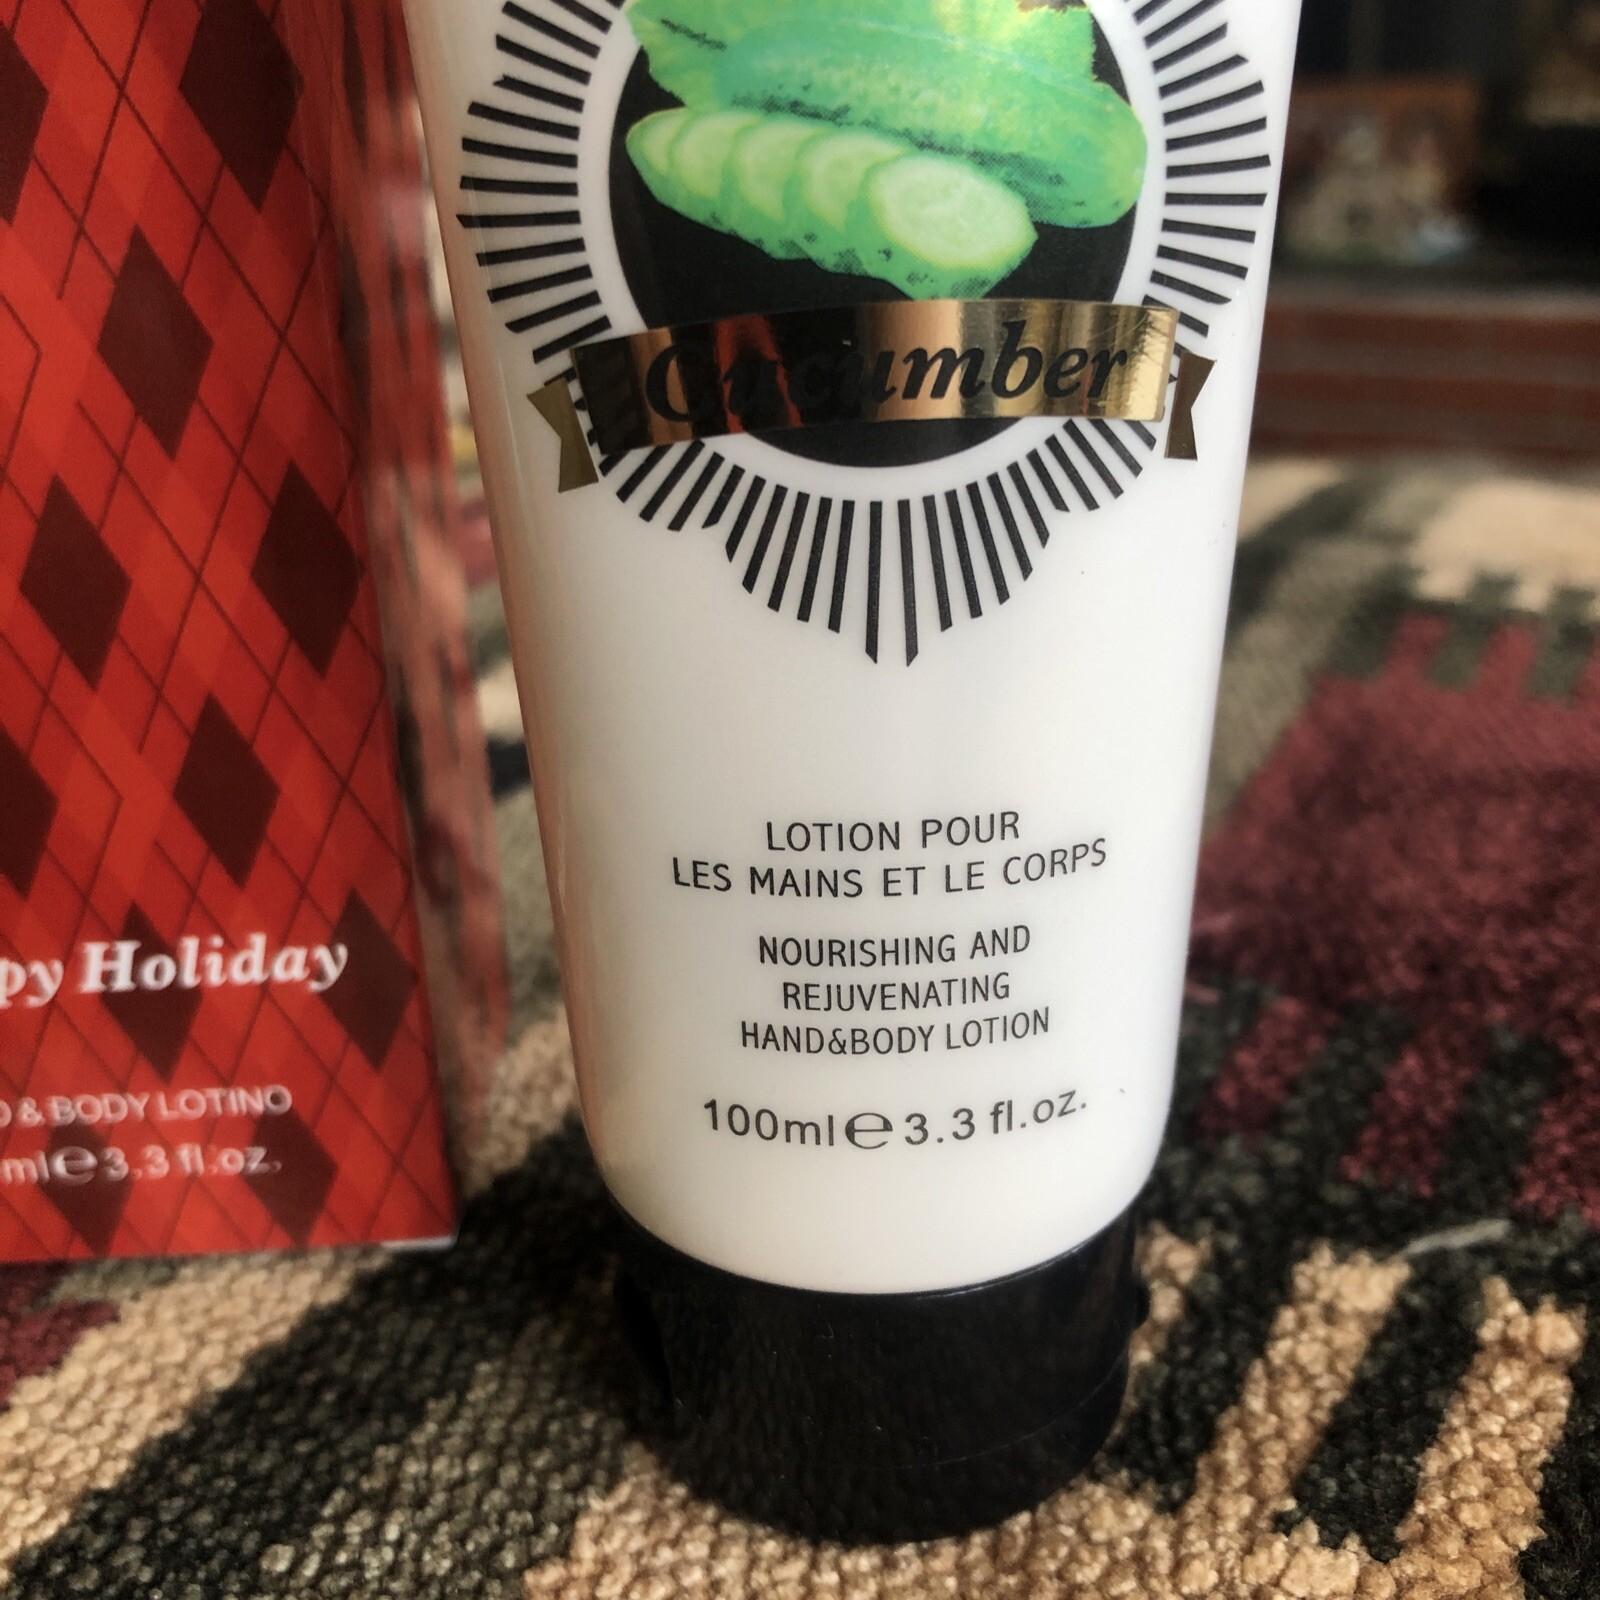 Cucumber
LOTION POUR
LES MAINS ET LE CORPS
NOURISHING AND
REJUVENATING
HAND&BODY LOTION
100ml℮3.3 fl.oz.
py Holiday
& BODY LOTINO
ml℮3.3 fl.oz.